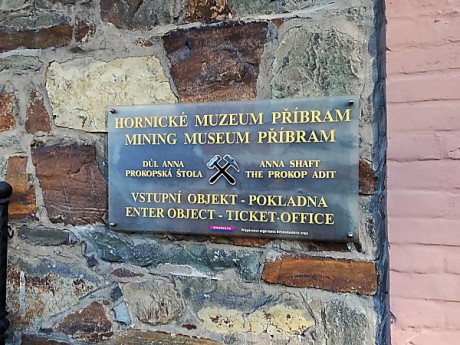 HORNICKÉ MUZEUM PŘÍBRAM
MINING MUSEUM PŘÍBRAM
DŮL ANNA
PROKOPSKÁ ŠTOLA
ANNA SHAFT
THE PROKOP ADIT
VSTUPNÍ OBJEKT - POKLADNA
ENTER OBJECT - TICKET-OFFICE